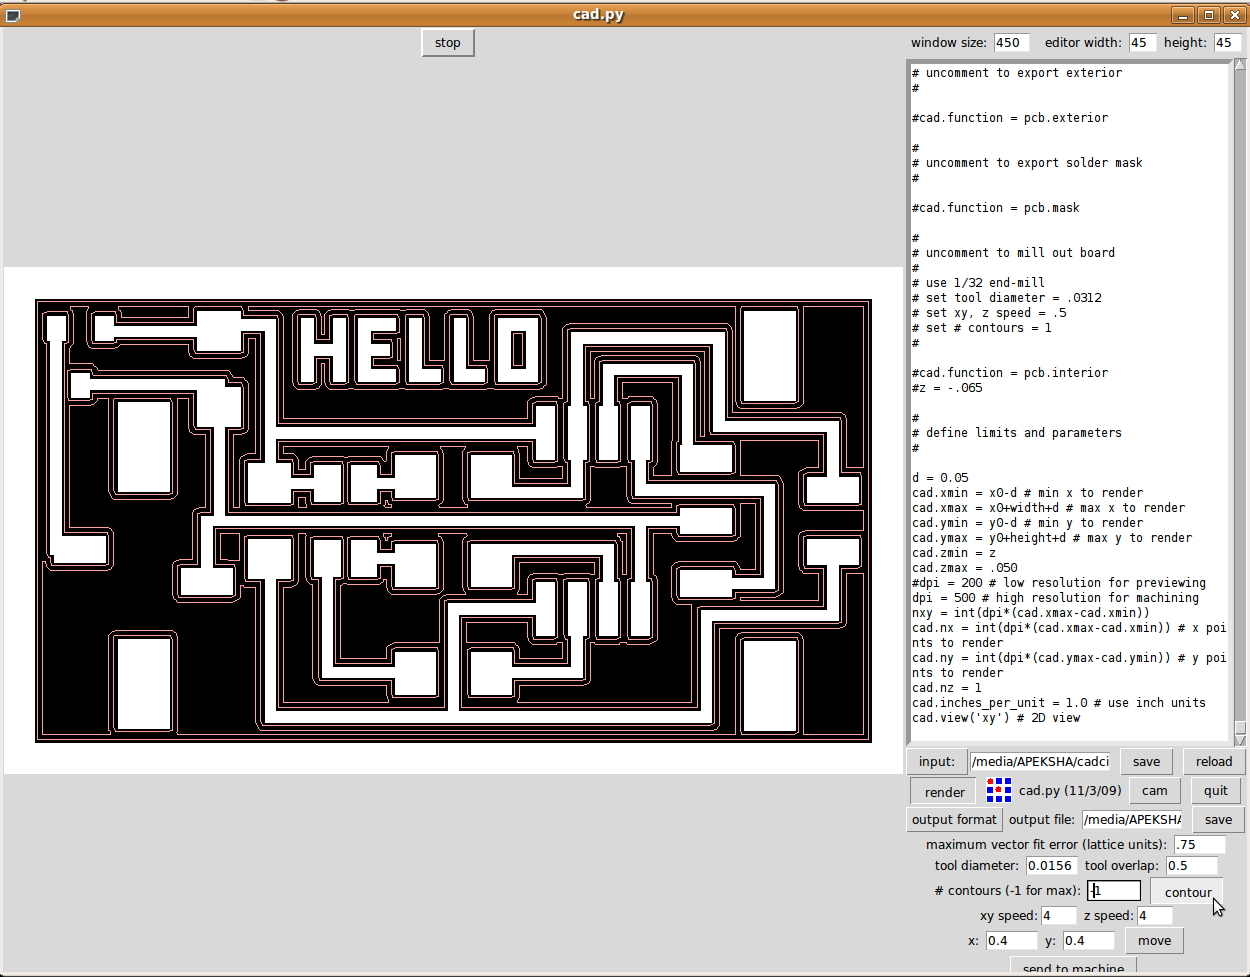 cad.py
stop
window size: 450 editor width: 45 height: 45
# uncomment to export exterior
#
#cad.function = pcb.exterior
#
# uncomment to export solder mask
#
#cad.function = pcb.mask
#
# uncomment to mill out board
#
# use 1/32 end-mill
# set tool diameter = .0312
# set xy, z speed = .5
# set # contours = 1
#
#cad.function = pcb.interior
#z = -.065
#
# define limits and parameters
#
d = 0.05
cad.xmin = x0-d # min x to render
cad.xmax = x0+width+d # max x to render
cad.ymin = y0-d # min y to render
cad.ymax = y0+height+d # max y to render
cad.zmin = z
cad.zmax = .050
#dpi = 200 # low resolution for previewing
dpi = 500 # high resolution for machining
nxy = int(dpi*(cad.xmax-cad.xmin))
cad.nx = int(dpi*(cad.xmax-cad.xmin)) # x poi
nts to render
cad.ny = int(dpi*(cad.ymax-cad.ymin)) # y poi
nts to render
cad.nz = 1
cad.inches_per_unit = 1.0 # use inch units
cad.view('xy') # 2D view
HELLO
input: /media/APEKSHA/cadci save reload
render cad.py (11/3/09) cam quit
output format output file: /media/APEKSHA save
maximum vector fit error (lattice units): .75
tool diameter: 0.0156 tool overlap: 0.5
# contours (-1 for max): -1 contour
xy speed: 4 z speed: 4
x: 0.4 y: 0.4 move
send to machine